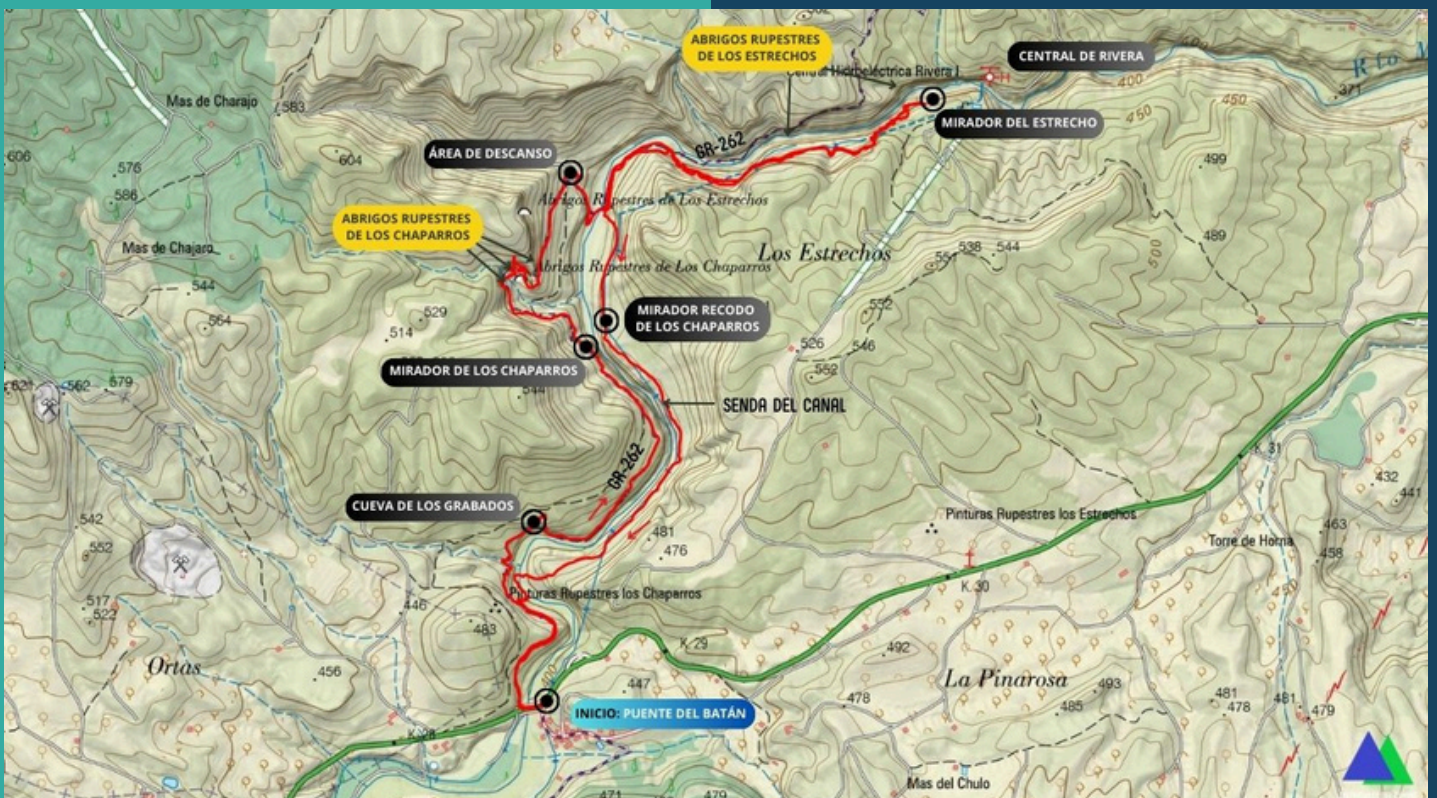 ABRIGOS RUPESTRES
DE LOS ESTRECHOS
CENTRAL DE RIVERA
Central Hidroeléctrica Rivera I
H
Río M
400
371
450
450
MIRADOR DEL ESTRECHO
Mas de Charajo
583
606
576
586
604
ÁREA DE DESCANSO
GR-262
499
Abrigos Rupestres de Los Estrechos
ABRIGOS RUPESTRES
DE LOS CHAPARROS
Mas de Chajaro
489
500
Los Estrechos
538
544
551
Abrigos Rupestres de Los Chaparros
544
564
529
514
552
MIRADOR RECODO
DE LOS CHAPARROS
526
546
552
MIRADOR DE LOS CHAPARROS
562
579
544
SENDA DEL CANAL
GR-262
K. 31
432
441
CUEVA DE LOS GRABADOS
542
552
481
476
Pinturas Rupestres los Estrechos
463
458
Torre de Horna
450
K. 30
Pinturas Rupestres los Chaparros
517
522
446
483
K. 29
492
Ortas
456
447
La Pinarosa
493
485
478
481
478
481
479
INICIO: PUENTE DEL BATÁN
K. 28
Mas del Chulo
471
479